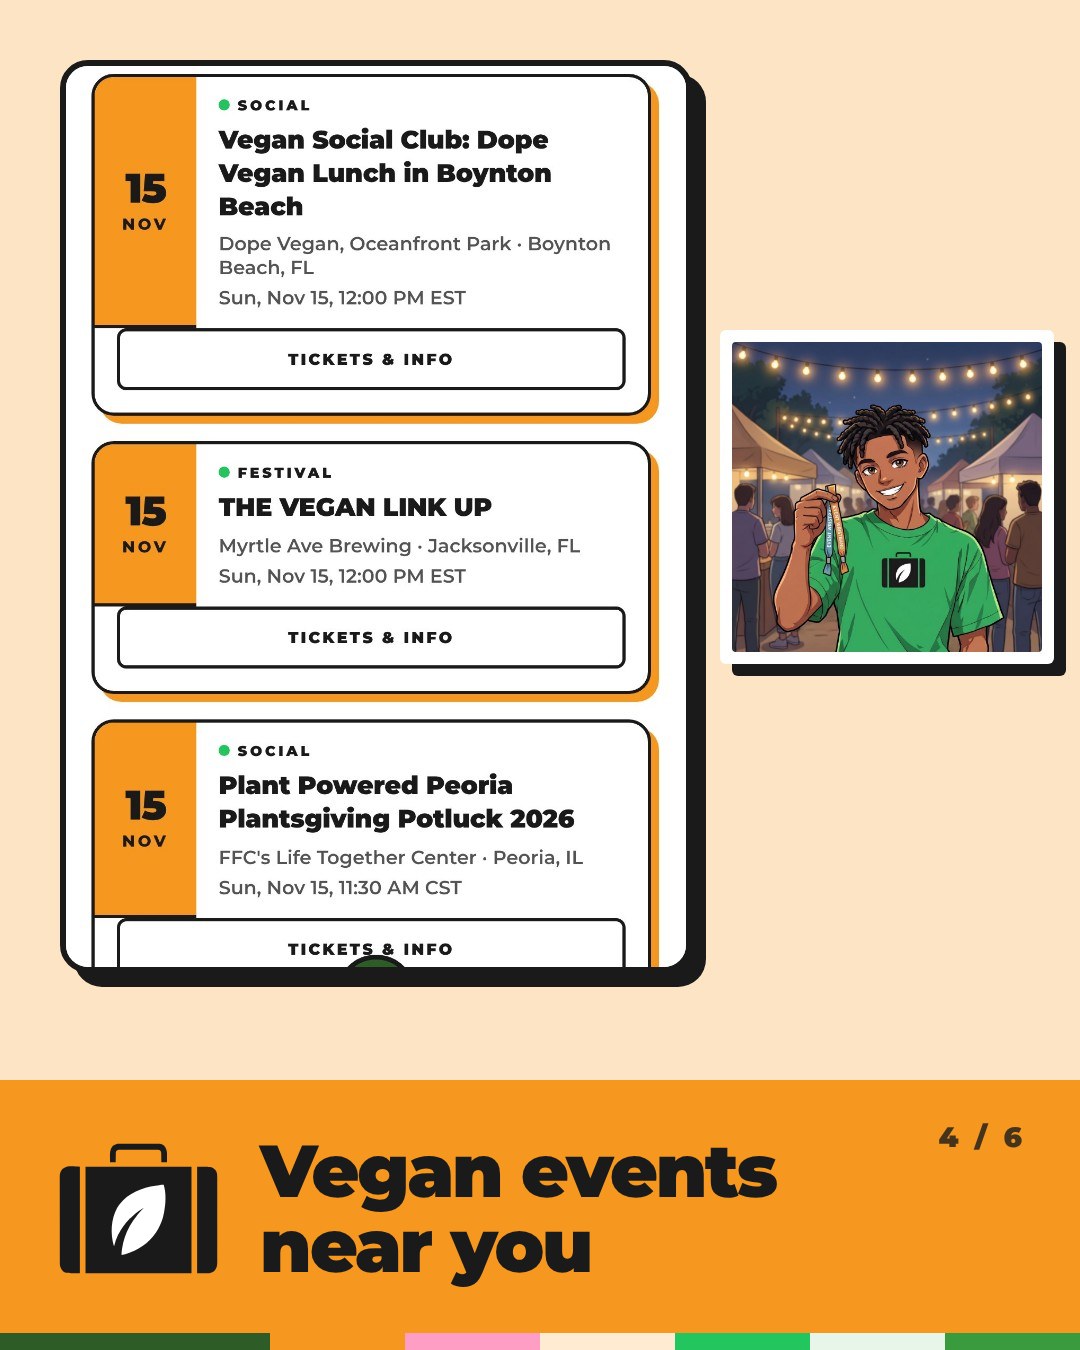 SOCIAL
15
NOV
Vegan Social Club: Dope
Vegan Lunch in Boynton
Beach
Dope Vegan, Oceanfront Park · Boynton
Beach, FL
Sun, Nov 15, 12:00 PM EST
TICKETS & INFO
FESTIVAL
15
NOV
THE VEGAN LINK UP
Myrtle Ave Brewing · Jacksonville, FL
Sun, Nov 15, 12:00 PM EST
TICKETS & INFO
SOCIAL
15
NOV
Plant Powered Peoria
Plantsgiving Potluck 2026
FFC's Life Together Center · Peoria, IL
Sun, Nov 15, 11:30 AM CST
TICKETS & INFO
4 / 6
Vegan events
near you